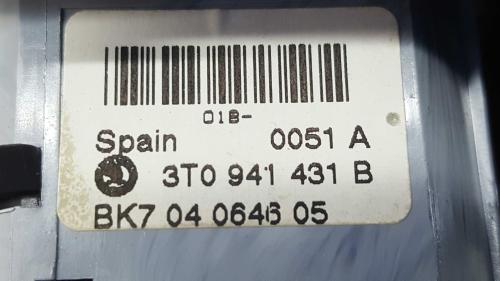 01B-
Spain 0051 A
3T0 941 431 B
BK7 04 0646 05